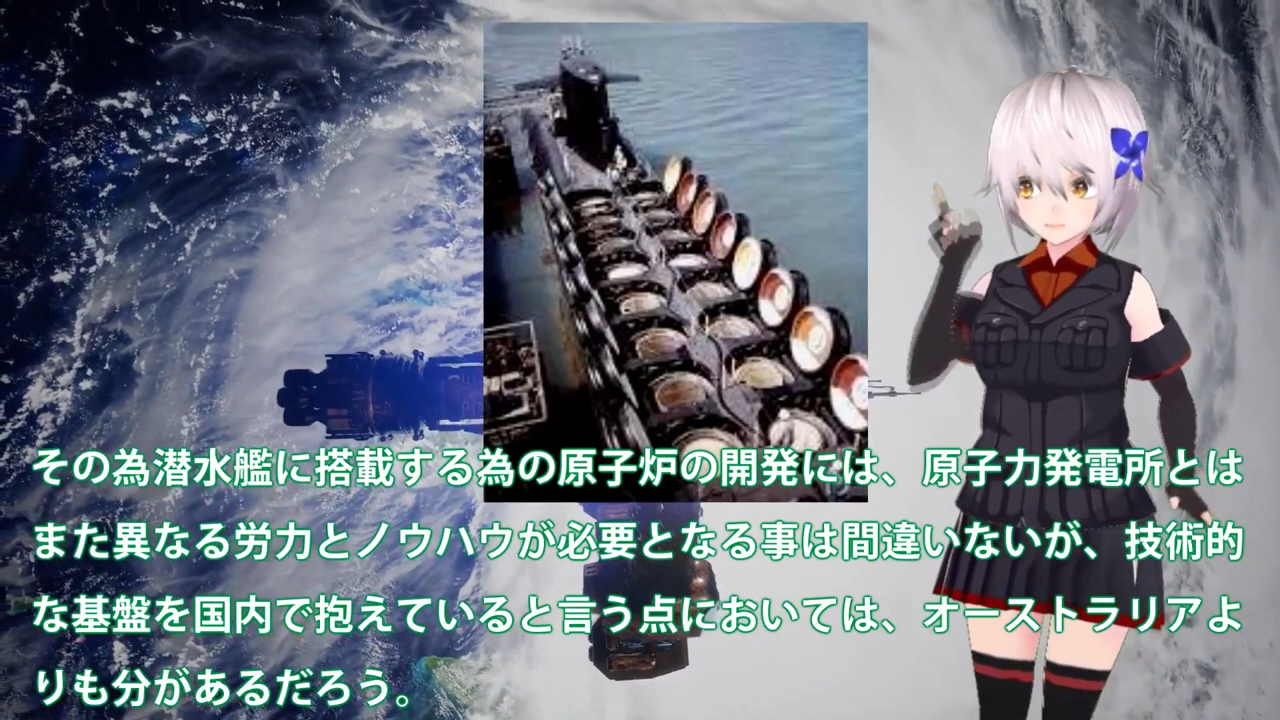 その為潜水艦に搭載する為の原子炉の開発には、原子力発電所とは
また異なる労力とノウハウが必要となる事は間違いないが、技術的
な基盤を国内で抱えていると言う点においては、オーストラリアよ
りも分があるだろう。